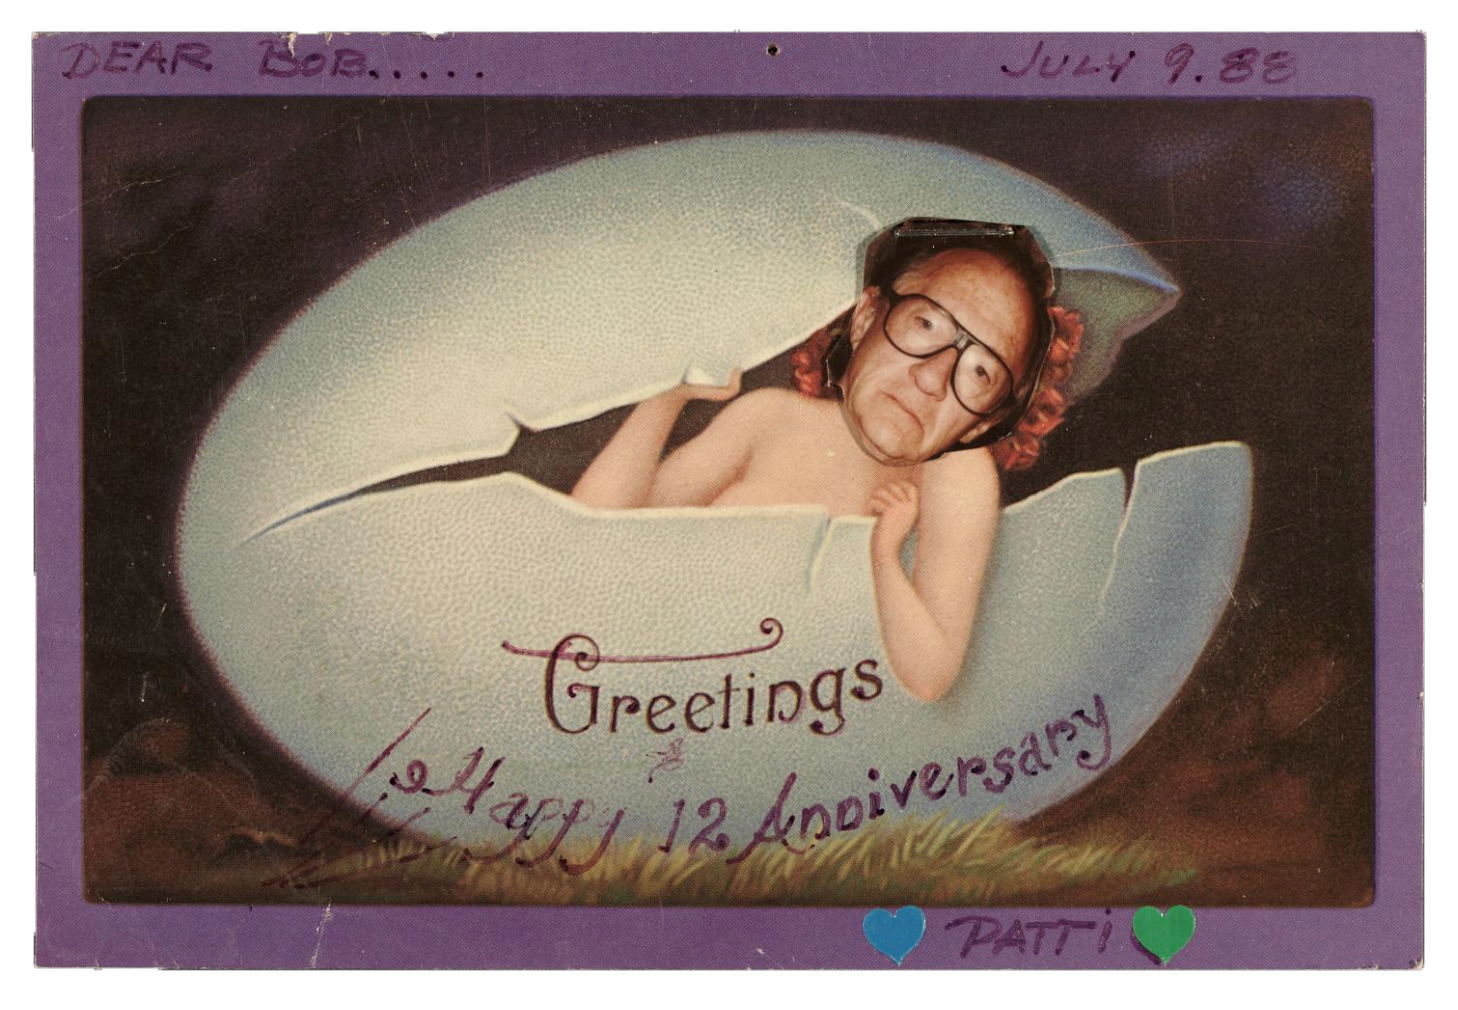 DEAR BOB.....
JULY 9.88
Greetings
&
Happy 12 Anniversary
PATTi